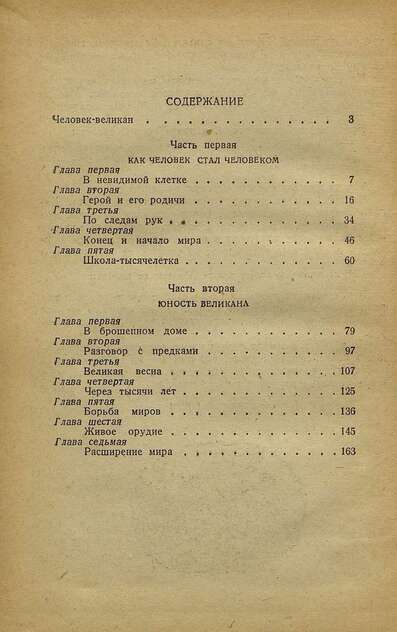 СОДЕРЖАНИЕ
Человек-великан . . . . . . . . . . . . . . . 3
Часть первая
КАК ЧЕЛОВЕК СТАЛ ЧЕЛОВЕКОМ
Глава первая
В невидимой клетке . . . . . . . . . . . 7
Глава вторая
Герой и его родичи . . . . . . . . . . . 16
Глава третья
По следам рук . . . . . . . . . . . . . 34
Глава четвертая
Конец и начало мира . . . . . . . . . . 46
Глава пятая
Школа-тысячелетка . . . . . . . . . . . 60
Часть вторая
ЮНОСТЬ ВЕЛИКАНА
Глава первая
В брошенном доме . . . . . . . . . . . 79
Глава вторая
Разговор с предками . . . . . . . . . . 97
Глава третья
Великая весна . . . . . . . . . . . . . 107
Глава четвертая
Через тысячи лет . . . . . . . . . . . . 125
Глава пятая
Борьба миров . . . . . . . . . . . . . 136
Глава шестая
Живое орудие . . . . . . . . . . . . . 145
Глава седьмая
Расширение мира . . . . . . . . . . . . 163